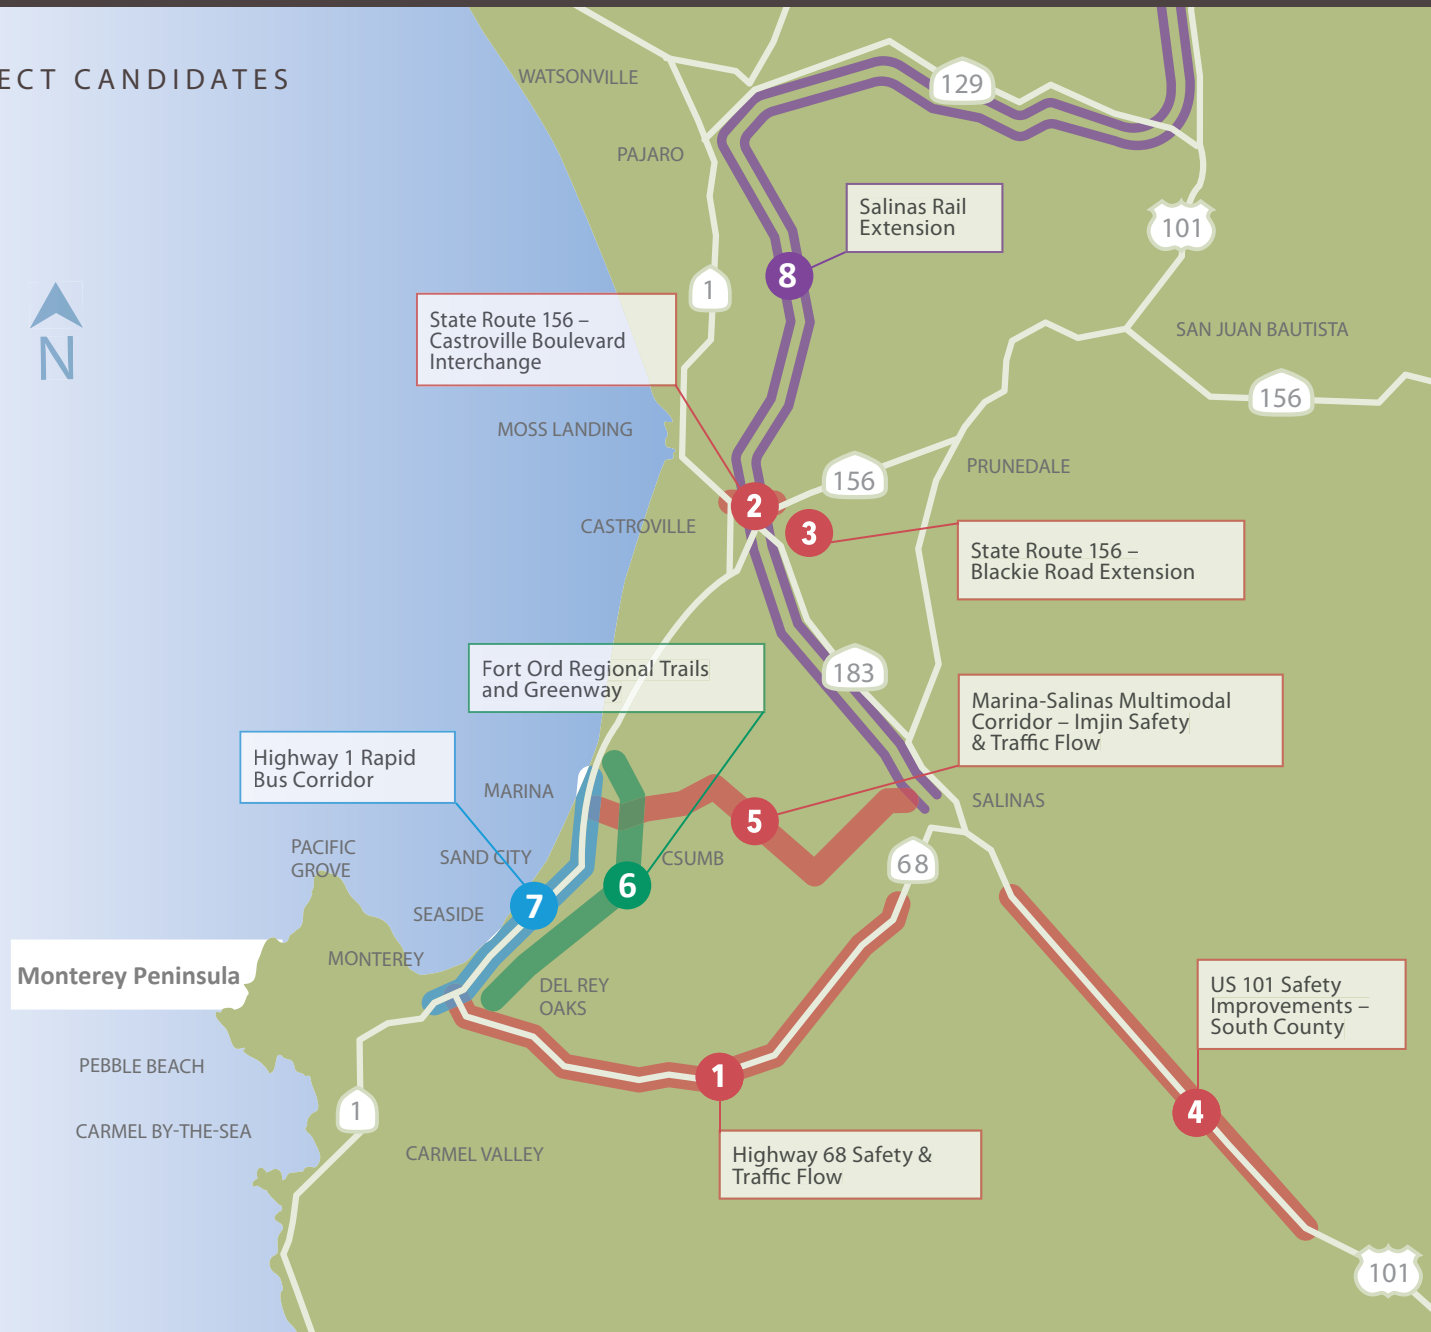 ECT CANDIDATES
WATSONVILLE
129
PAJARO
Salinas Rail
Extension
101
8
1
N
State Route 156 –
Castroville Boulevard
Interchange
SAN JUAN BAUTISTA
156
MOSS LANDING
PRUNEDALE
156
2
CASTROVILLE
3
State Route 156 –
Blackie Road Extension
Fort Ord Regional Trails
and Greenway
183
Marina-Salinas Multimodal
Corridor – Imjin Safety
& Traffic Flow
Highway 1 Rapid
Bus Corridor
MARINA
SALINAS
5
PACIFIC
GROVE
SAND CITY
CSUMB
68
6
7
SEASIDE
MONTEREY
Monterey Peninsula
DEL REY
OAKS
US 101 Safety
Improvements –
South County
PEBBLE BEACH
1
1
4
CARMEL BY-THE-SEA
CARMEL VALLEY
Highway 68 Safety &
Traffic Flow
101